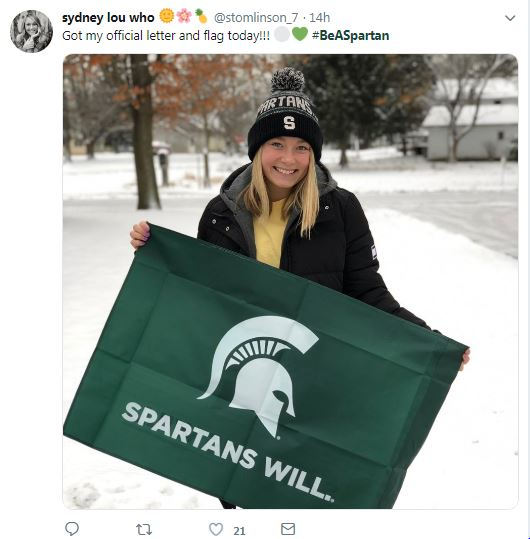 sydney lou who 🌞🌸🍍 @stomlinson_7 · 14h
Got my official letter and flag today!!! ⚪💚 #BeASpartan
SPARTANS
S
S
SPARTANS WILL.
21